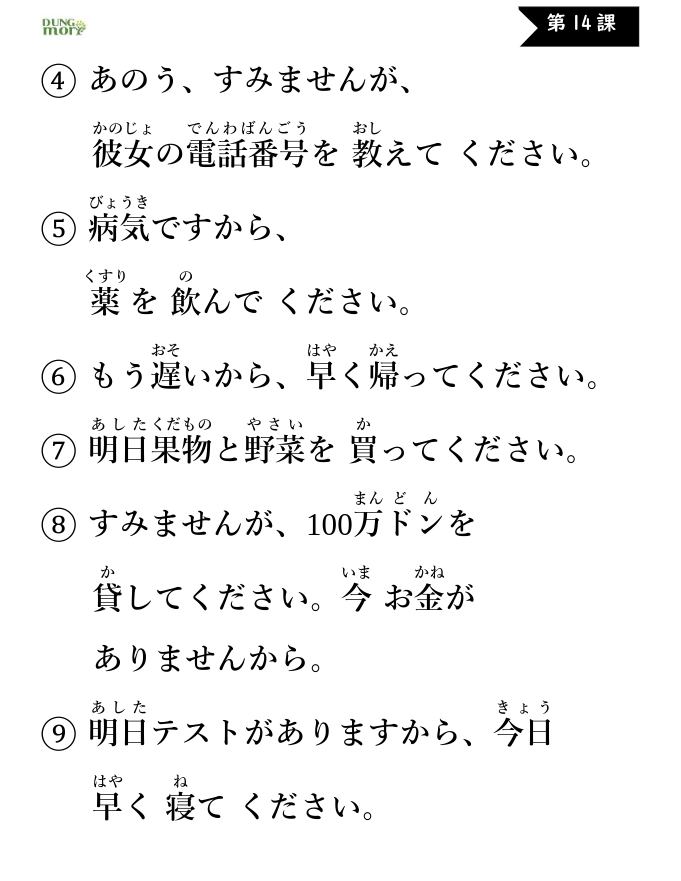 DUNG
mori
第14課
④ あのう、すみませんが、
かのじょ でんわばんごう おし
彼女の電話番号を 教えて ください。
びょうき
⑤ 病気ですから、
くすり の
薬を 飲んで ください。
おそ はや かえ
⑥ もう遅いから、早く帰ってください。
あしたくだもの やさい か
⑦ 明日果物と野菜を 買ってください。
まん どん
⑧ すみませんが、100万ドンを
か いま かね
貸してください。今 お金が
ありませんから。
あした きょう
⑨ 明日テストがありますから、今日
はや ね
早く 寝て ください。